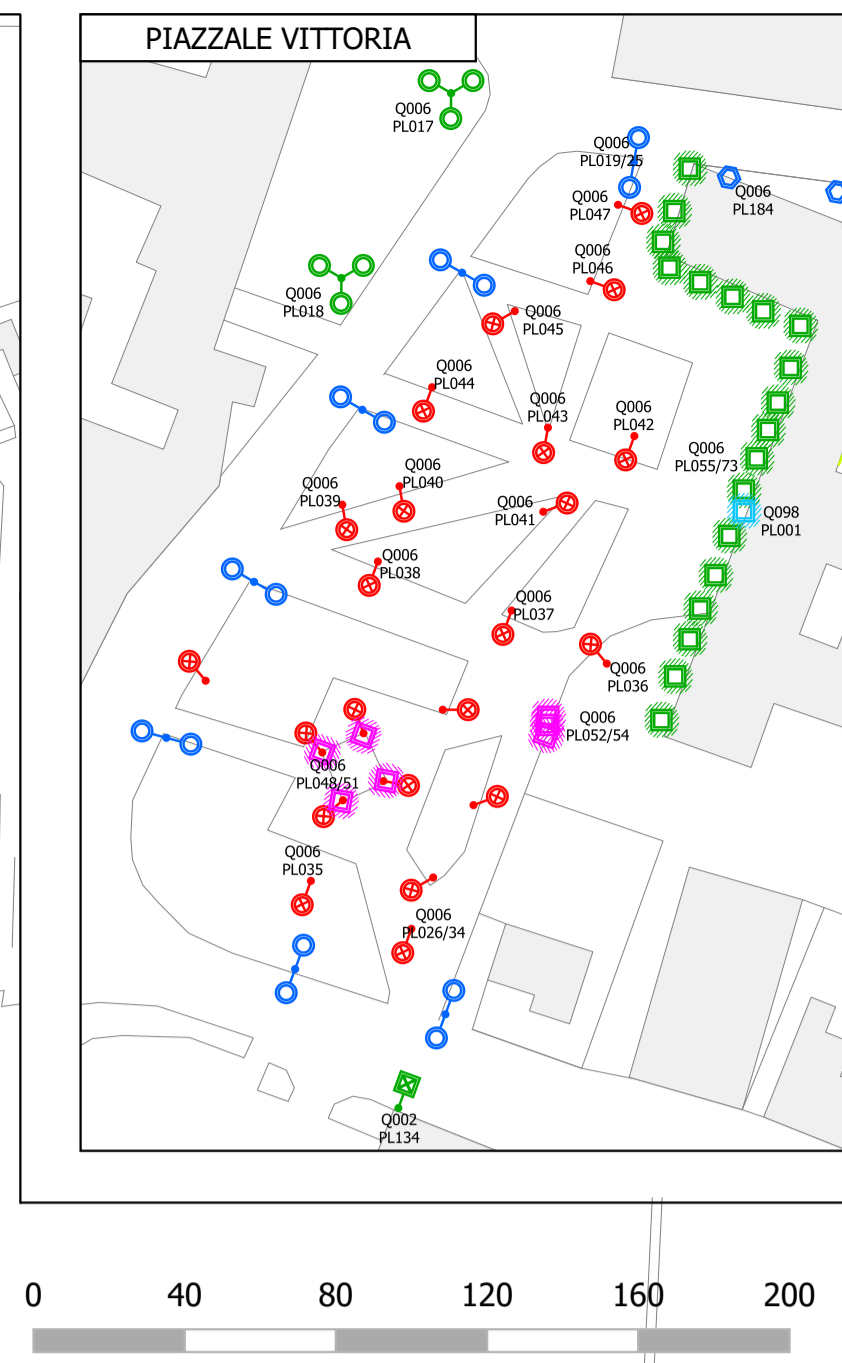 PIAZZALE VITTORIA
Q006
PL017
Q006
PL019/25
Q006
PL184
Q006
PL047
Q006
PL046
Q006
PL018
Q006
PL045
Q006
PL044
Q006
PL043
Q006
PL042
Q006
PL055/73
Q006
PL040
Q006
PL039
Q006
PL041
Q098
PL001
Q006
PL038
Q006
PL037
Q006
PL036
Q006
PL052/54
Q006
PL048/51
Q006
PL035
Q006
PL026/34
Q002
PL134
0 40 80 120 160 200